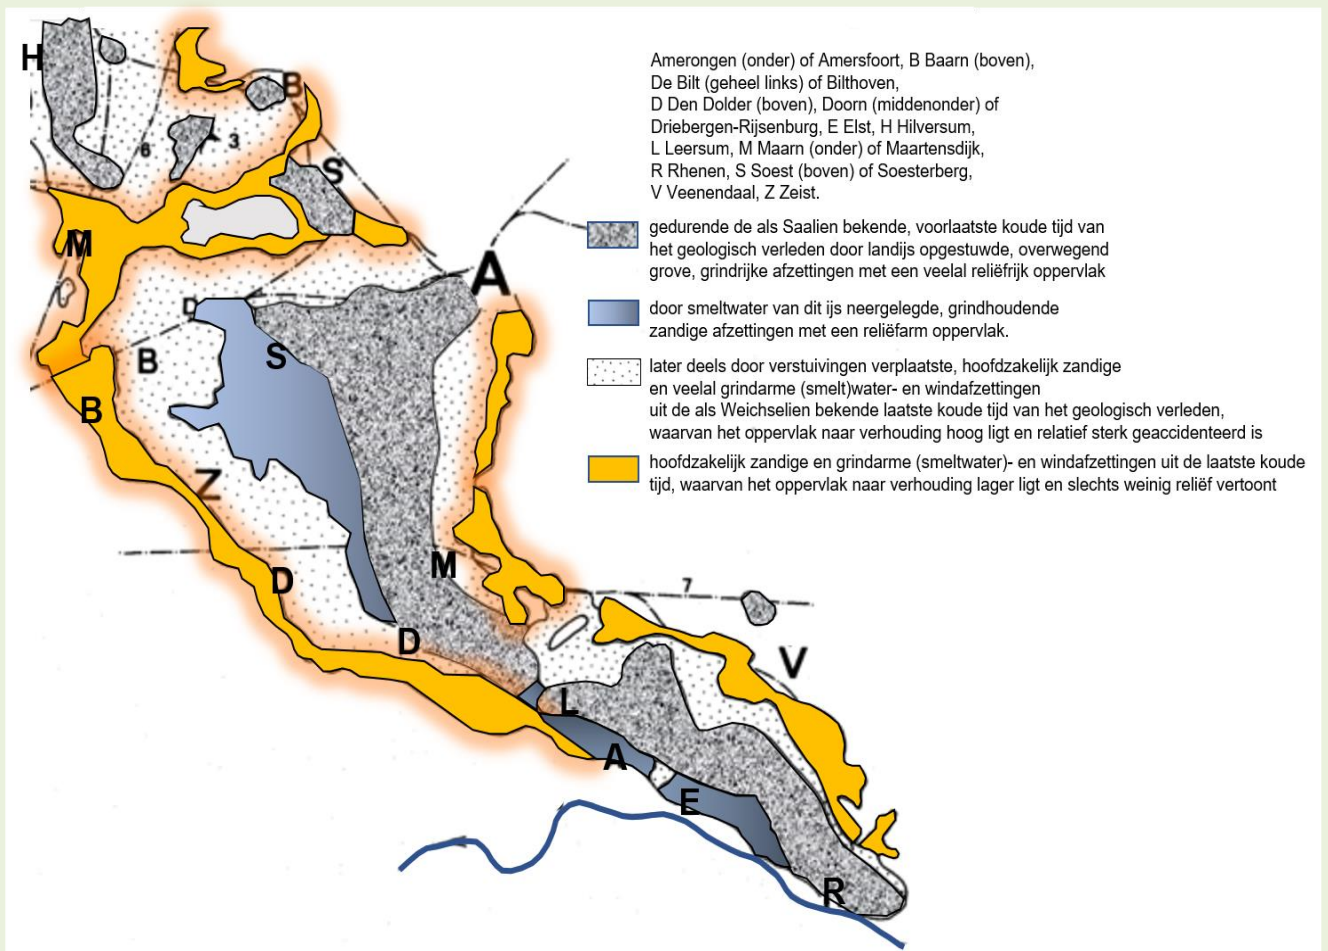 Amerongen (onder) of Amersfoort, B Baarn (boven),
De Bilt (geheel links) of Bilthoven,
D Den Dolder (boven), Doorn (middenonder) of
Driebergen-Rijsenburg, E Elst, H Hilversum,
L Leersum, M Maarn (onder) of Maartensdijk,
R Rhenen, S Soest (boven) of Soesterberg,
V Veenendaal, Z Zeist.
gedurende de als Saalien bekende, voorlaatste koude tijd van
het geologisch verleden door landijs opgestuwde, overwegend
grove, grindrijke afzettingen met een veelal reliëfrijk oppervlak
door smeltwater van dit ijs neergelegde, grindhoudende
zandige afzettingen met een reliëfarm oppervlak.
later deels door verstuivingen verplaatste, hoofdzakelijk zandige
en veelal grindarme (smelt)water- en windafzettingen
uit de als Weichselien bekende laatste koude tijd van het geologisch verleden,
waarvan het oppervlak naar verhouding hoog ligt en relatief sterk geaccidenteerd is
hoofdzakelijk zandige en grindarme (smeltwater)- en windafzettingen uit de laatste koude
tijd, waarvan het oppervlak naar verhouding lager ligt en slechts weinig reliëf vertoont
H
B
6
3
S
M
A
D
B
S
B
Z
D
M
7
D
V
L
A
E
R